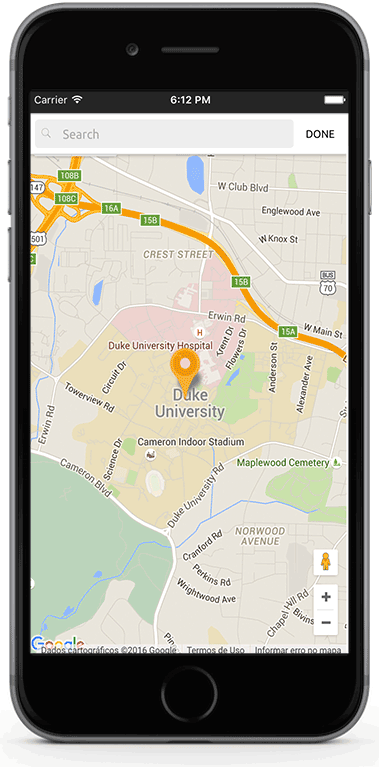 Carrier 6:12 PM
Search DONE
108B
147
W Club Blvd
108C
16A
Englewood Ave
15B
501
W Knox St
CREST STREET
BUS
70
15B
Erwin Rd
W Main St
15A
Duke University Hospital
H
Trent Dr
Flowers Dr
Circuit Dr
Anderson St
Alexander Ave
Towerview Rd
Duke
University
Erwin Rd
Cameron Indoor Stadium
Science Dr
Cameron Blvd
Maplewood Cemetery
Duke University Rd
NORWOOD
AVENUE
Cranford Rd
Perkins Rd
Wrightwood Ave
+
Chapel Hill Rd
Bivins
−
Pin
Google
Dados cartográficos ©2016 Google Termos de Uso Informar erro no mapa